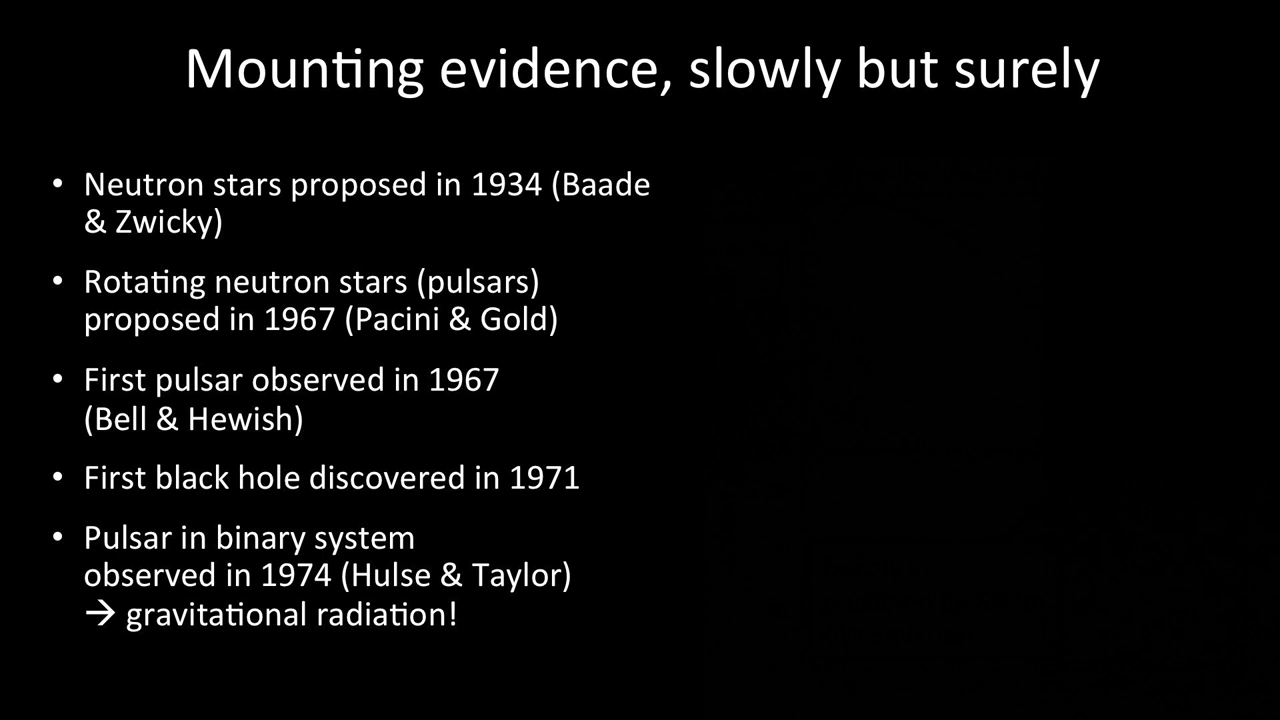 Mounting evidence, slowly but surely
• Neutron stars proposed in 1934 (Baade
& Zwicky)
• Rotating neutron stars (pulsars)
proposed in 1967 (Pacini & Gold)
• First pulsar observed in 1967
(Bell & Hewish)
• First black hole discovered in 1971
• Pulsar in binary system
observed in 1974 (Hulse & Taylor)
→ gravitational radiation!